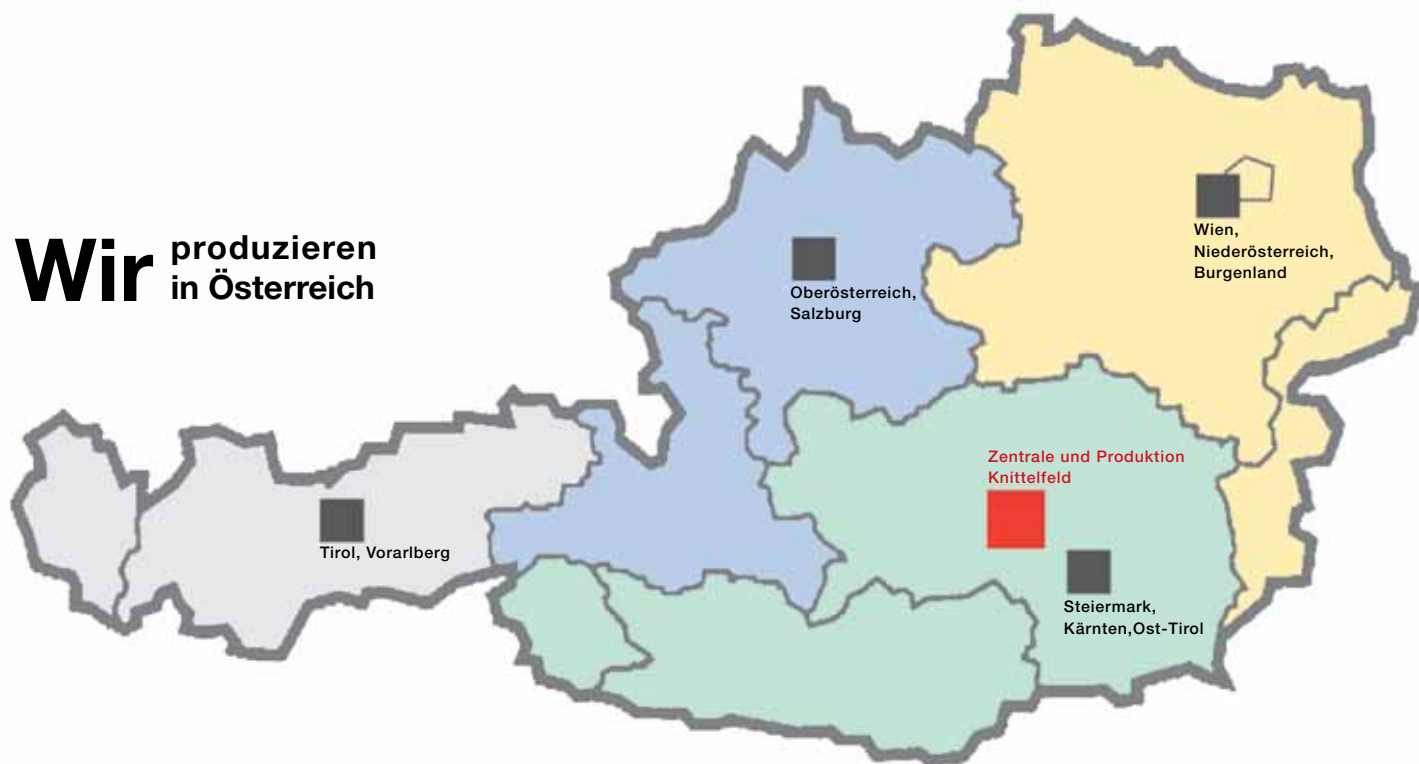 Wir produzieren
in Österreich
Wien,
Niederösterreich,
Burgenland
Oberösterreich,
Salzburg
Zentrale und Produktion
Knittelfeld
Tirol, Vorarlberg
Steiermark,
Kärnten,Ost-Tirol